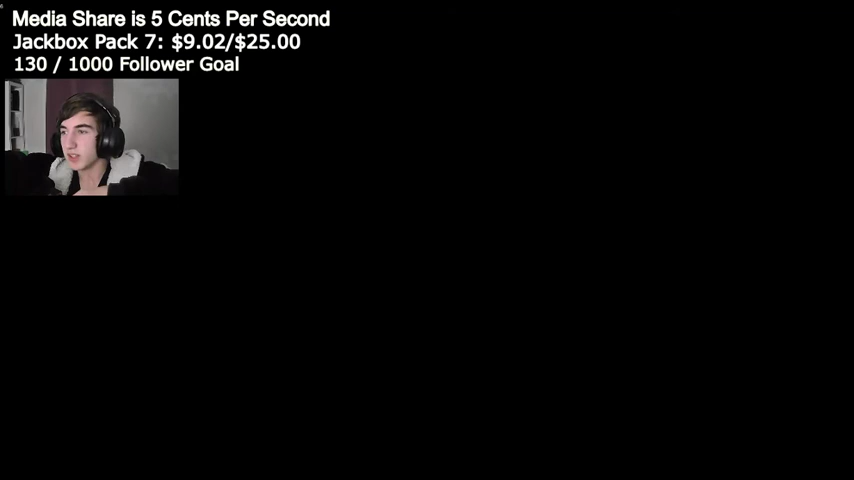 Media Share is 5 Cents Per Second
Jackbox Pack 7: $9.02/$25.00
130 / 1000 Follower Goal